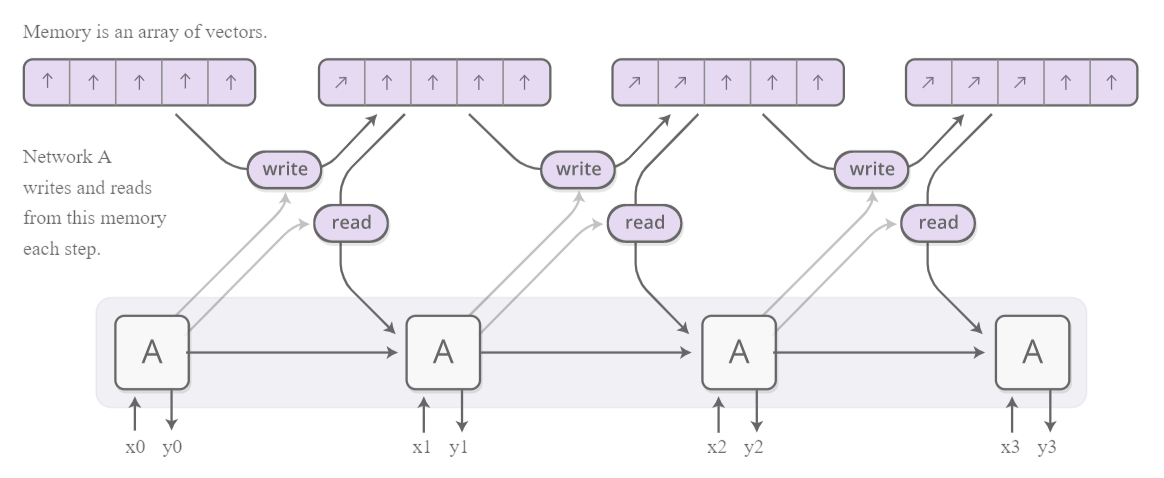 Memory is an array of vectors.
Network A
writes and reads
from this memory
each step.
write
write
write
read
read
read
A
A
A
A
x0 y0
x1 y1
x2 y2
x3 y3